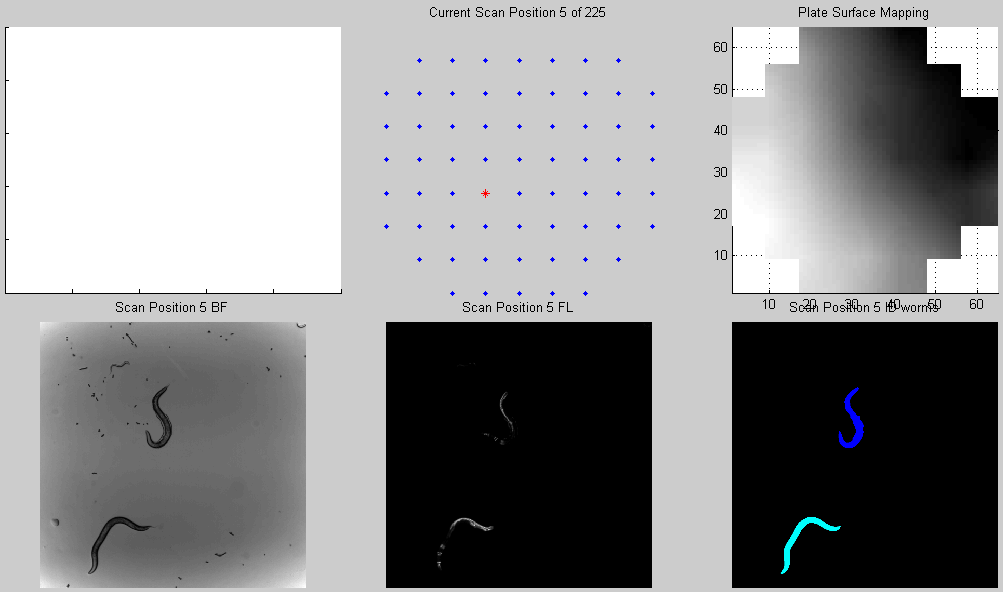 Current Scan Position 5 of 225
Plate Surface Mapping
60
50
40
30
20
10
10 20 30 40 50 60
Scan Position 5 BF
Scan Position 5 FL
Scan Position 5 ID worms